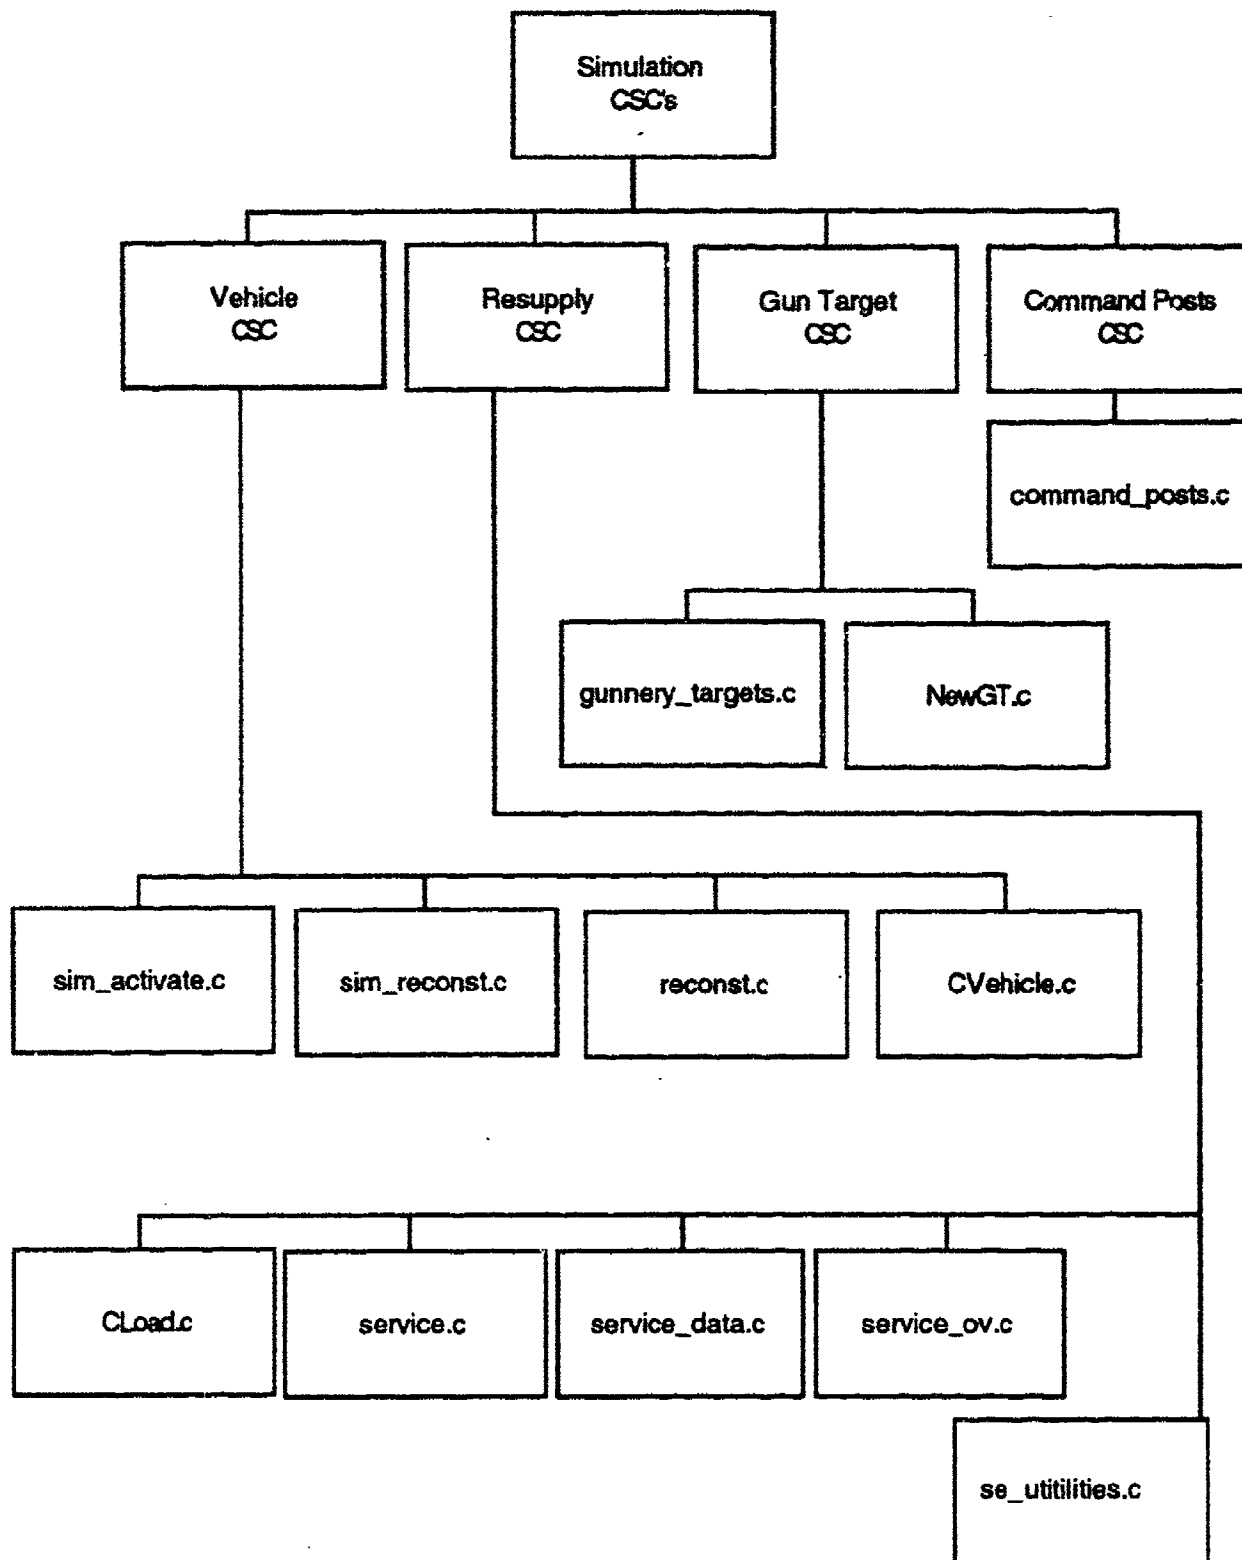 Simulation
CSC's
Vehicle
CSC
Resupply
CSC
Gun Target
CSC
Command Posts
CSC
command_posts.c
gunnery_targets.c
NewGT.c
sim_activate.c
sim_reconst.c
reconst.c
CVehicle.c
CLoad.c
service.c
service_data.c
service_ov.c
se_utitilities.c